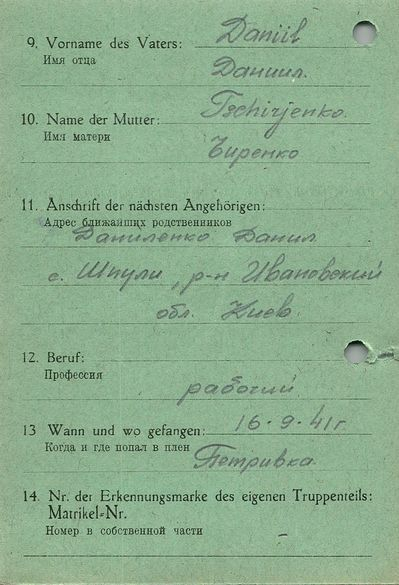 9. Vorname des Vaters: Daniil
Имя отца Даниил.
10. Name der Mutter: Tschirjenko.
Имя матери Чиренко
11. Anschrift der nächsten Angehörigen:
Адрес ближайших родственников
Даниленко Данил
с. Шпули, р-н Ивановский
обл. Киев.
12. Beruf:
Профессия
рабочий
13 Wann und wo gefangen: 16.9.41г
Когда и где попал в плен Петривка
14. Nr. der Erkennungsmarke des eigenen Truppenteils:
Matrikel-Nr.
Номер в собственной части -